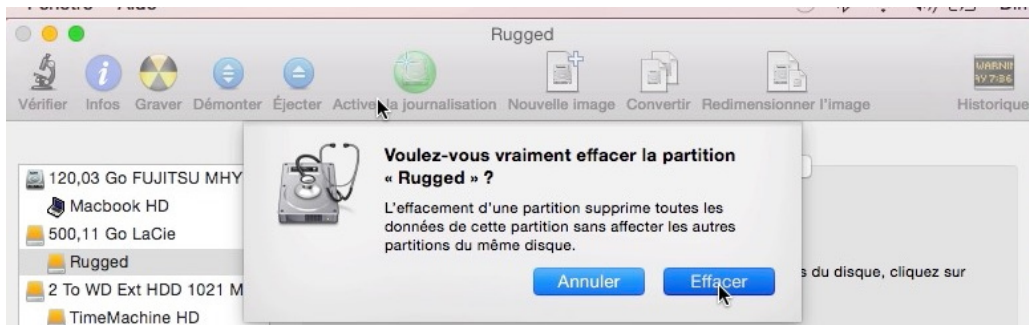 Rugged
Vérifier Infos Graver Démonter Éjecter Activer la journalisation Nouvelle image Convertir Redimensionner l'image Historique
Voulez-vous vraiment effacer la partition
« Rugged » ?
L'effacement d'une partition supprime toutes les
données de cette partition sans affecter les autres
partitions du même disque.
Annuler Effacer
120,03 Go FUJITSU MHY
Macbook HD
500,11 Go LaCie
Rugged
2 To WD Ext HDD 1021 M
TimeMachine HD
s du disque, cliquez sur